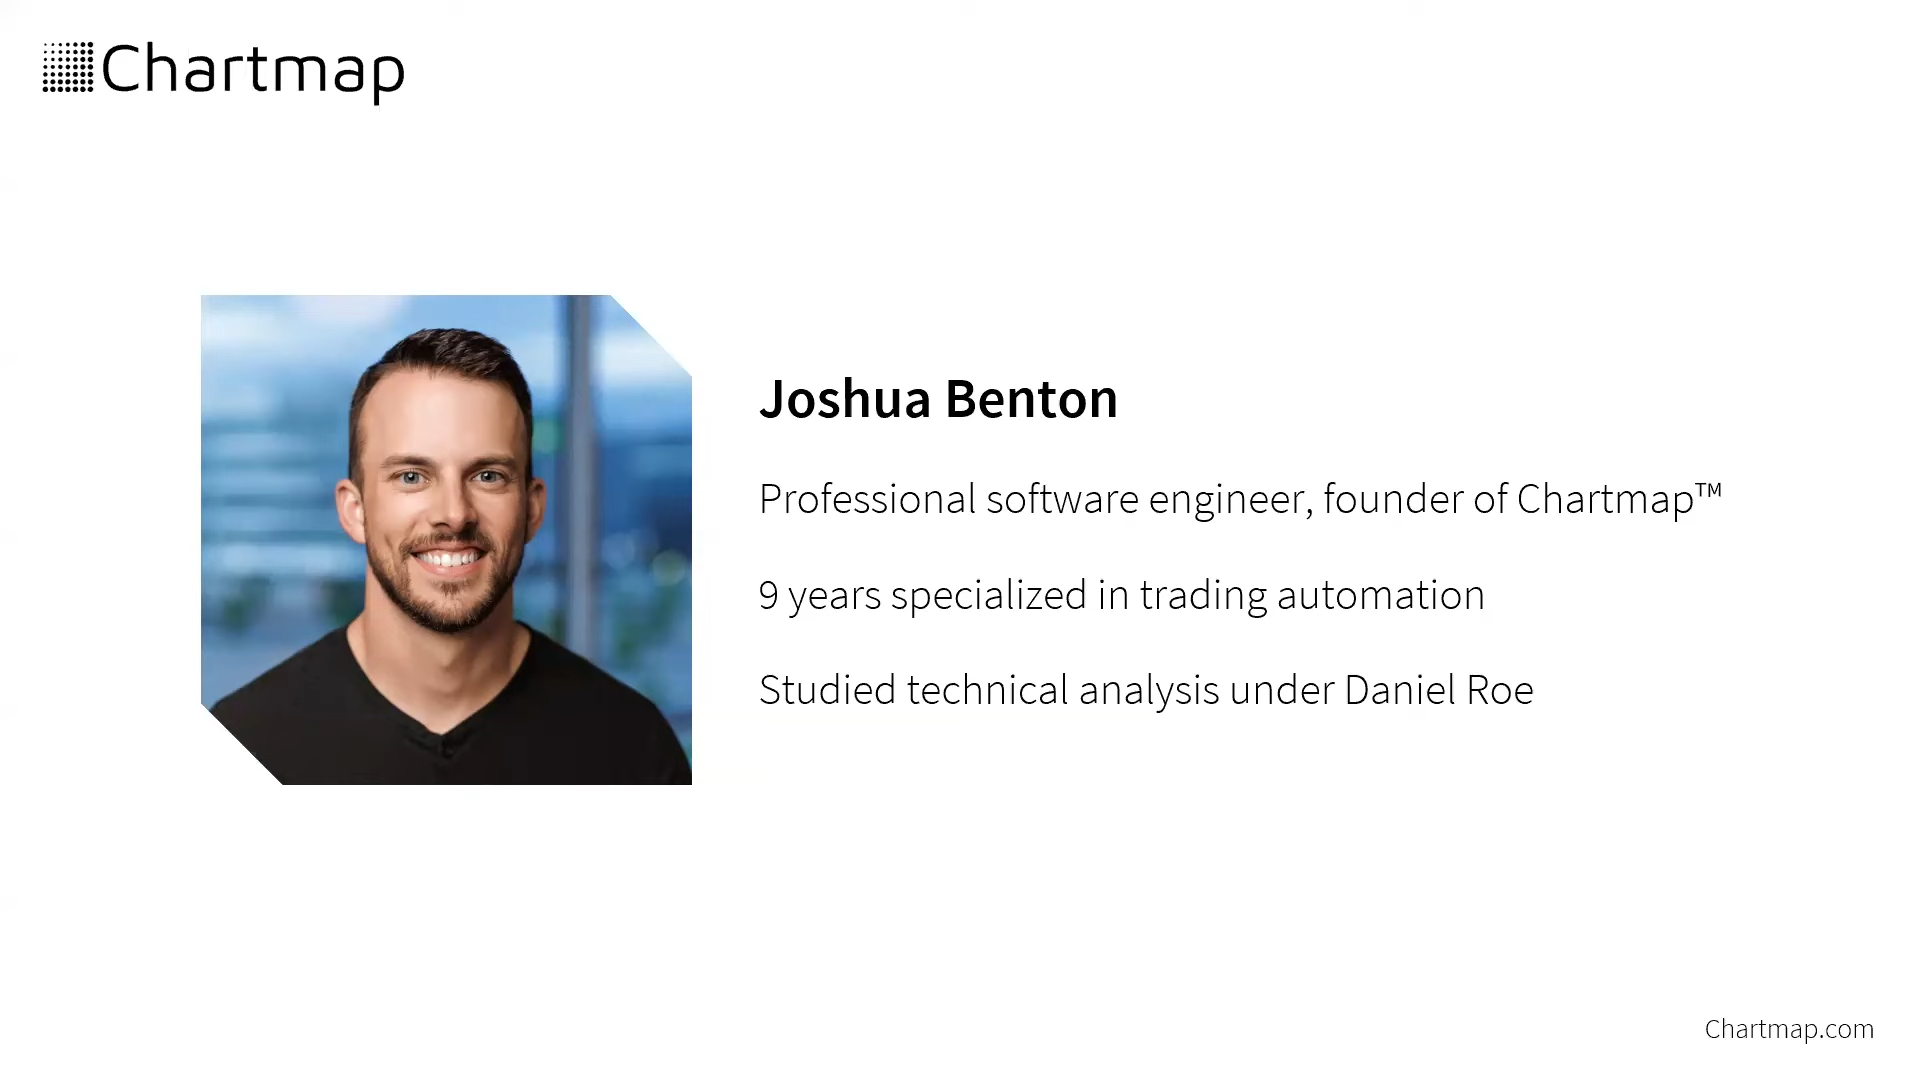 Chartmap
Joshua Benton
Professional software engineer, founder of Chartmap™
9 years specialized in trading automation
Studied technical analysis under Daniel Roe
Chartmap.com